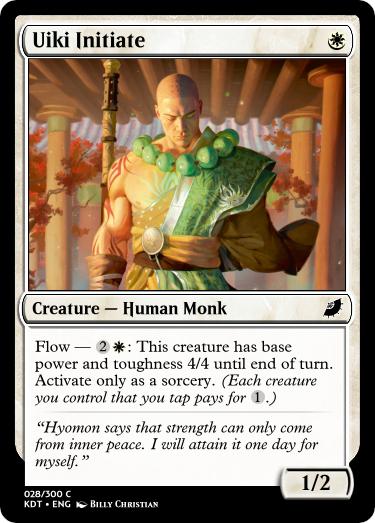 Uiki Initiate
Creature — Human Monk
Flow — 2: This creature has base
power and toughness 4/4 until end of turn.
Activate only as a sorcery. (Each creature
you control that you tap pays for 1.)
“Hyomon says that strength can only come
from inner peace. I will attain it one day for
myself.”
1/2
028/300 C
KDT • ENG Billy Christian